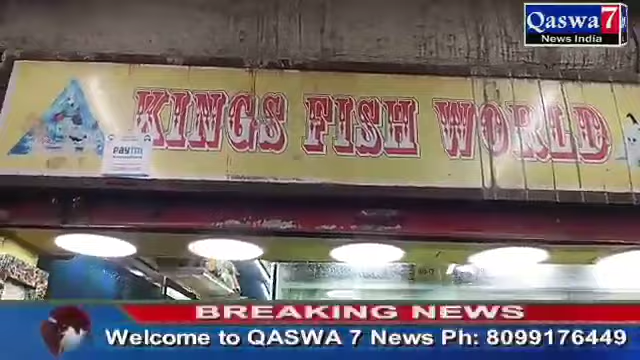 Qaswa 7
News India
KINGS FISH WORLD
paytm
BREAKING NEWS
Welcome to QASWA 7 News Ph: 8099176449